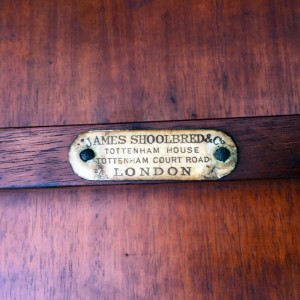 JAMES SHOOLBRED & Co
TOTTENHAM HOUSE
TOTTENHAM COURT ROAD
LONDON